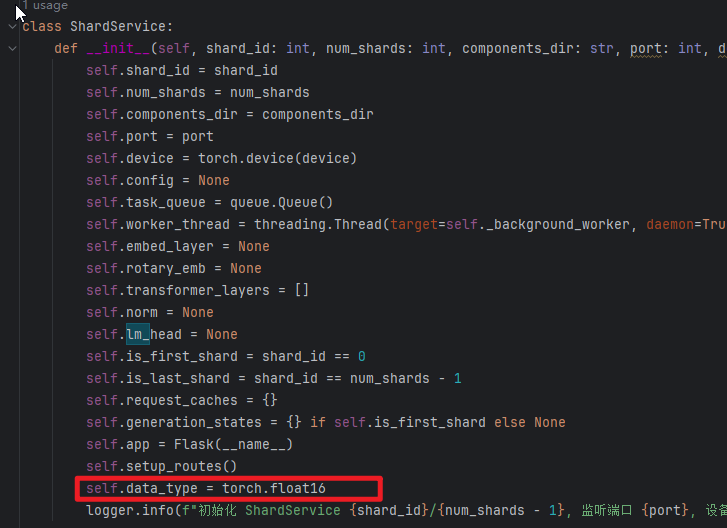 1 usage
class ShardService:
def __init__(self, shard_id: int, num_shards: int, components_dir: str, port: int, d
self.shard_id = shard_id
self.num_shards = num_shards
self.components_dir = components_dir
self.port = port
self.device = torch.device(device)
self.config = None
self.task_queue = queue.Queue()
self.worker_thread = threading.Thread(target=self._background_worker, daemon=Tru
self.embed_layer = None
self.rotary_emb = None
self.transformer_layers = []
self.norm = None
self.lm_head = None
self.is_first_shard = shard_id == 0
self.is_last_shard = shard_id == num_shards - 1
self.request_caches = {}
self.generation_states = {} if self.is_first_shard else None
self.app = Flask(__name__)
self.setup_routes()
self.data_type = torch.float16
logger.info(f"初始化 ShardService {shard_id}/{num_shards - 1}, 监听端口 {port}, 设备